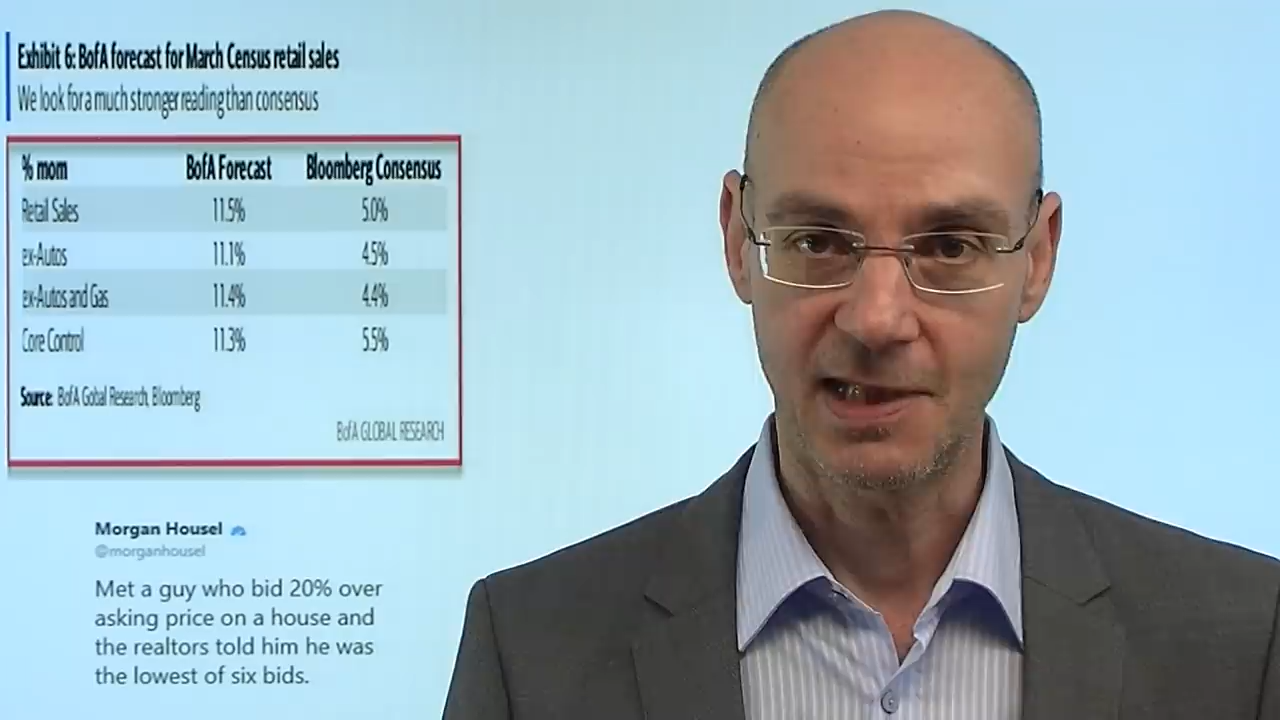 Exhibit 6: BofA forecast for March Census retail sales
We look for a much stronger reading than consensus
% mom BofA Forecast Bloomberg Consensus
Retail Sales 11.5% 5.0%
ex-Autos 11.1% 4.5%
ex-Autos and Gas 11.4% 4.4%
Core Control 11.3% 5.5%
Source: BofA Gobal Research, Bloomberg
BofA GLOBAL RESEARCH
Morgan Housel
@morganhousel
Met a guy who bid 20% over
asking price on a house and
the realtors told him he was
the lowest of six bids.